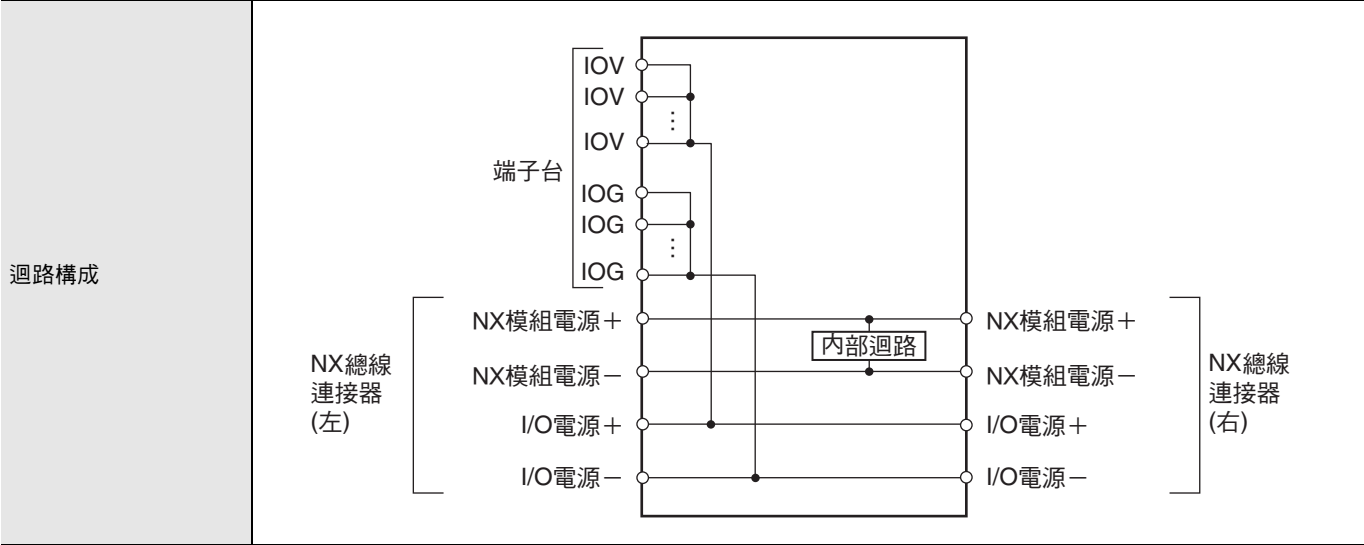 迴路構成
端子台
IOV
IOV
⋮
IOV
IOG
IOG
⋮
IOG
NX總線
連接器
(左)
NX模組電源＋
NX模組電源－
I/O電源＋
I/O電源－
内部迴路
NX模組電源＋
NX模組電源－
I/O電源＋
I/O電源－
NX總線
連接器
(右)